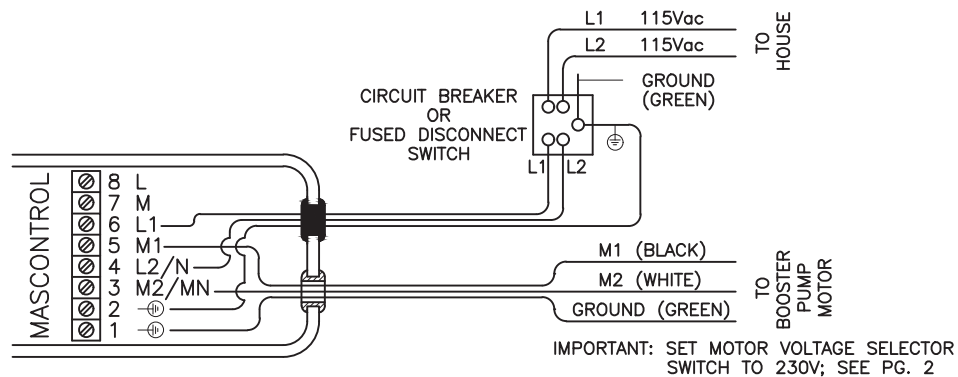 L1 115Vac
L2 115Vac
TO HOUSE
GROUND
(GREEN)
CIRCUIT BREAKER
OR
FUSED DISCONNECT
SWITCH
L1 L2
MASCONTROL
8 L
7 M
6 L1
5 M1
4 L2/N
3 M2/MN
2
1
M1 (BLACK)
M2 (WHITE)
GROUND (GREEN)
TO
BOOSTER
PUMP
MOTOR
IMPORTANT: SET MOTOR VOLTAGE SELECTOR
SWITCH TO 230V; SEE PG. 2